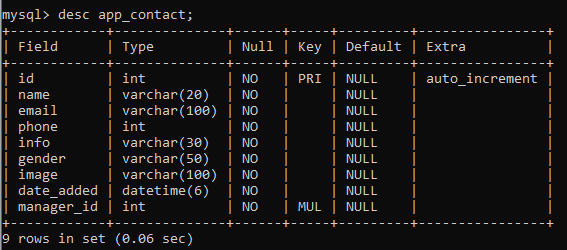 mysql> desc app_contact;
+------------+--------------+------+-----+---------+----------------+
| Field      | Type         | Null | Key | Default | Extra          |
+------------+--------------+------+-----+---------+----------------+
| id         | int          | NO   | PRI | NULL    | auto_increment |
| name       | varchar(20)  | NO   |     | NULL    |                |
| email      | varchar(100) | NO   |     | NULL    |                |
| phone      | int          | NO   |     | NULL    |                |
| info       | varchar(30)  | NO   |     | NULL    |                |
| gender     | varchar(50)  | NO   |     | NULL    |                |
| image      | varchar(100) | NO   |     | NULL    |                |
| date_added | datetime(6)  | NO   |     | NULL    |                |
| manager_id | int          | NO   | MUL | NULL    |                |
+------------+--------------+------+-----+---------+----------------+
9 rows in set (0.06 sec)